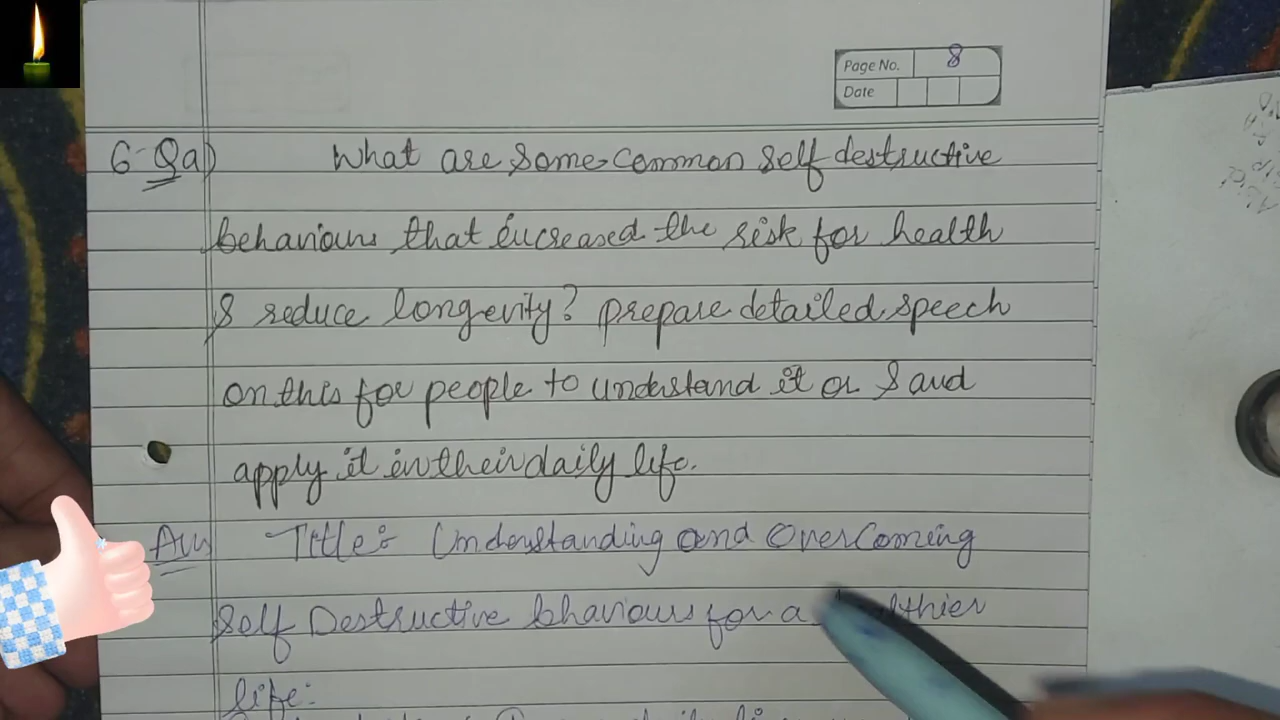 Page No. 8
Date
6-Qa)
What are some common self destructive
behaviours that increased the risk for health
& reduce longevity? prepare detailed speech
on this for people to understand it or & and
apply it in their daily life.
Ans Title:- Understanding and Overcoming
Self Destructive bhaviours for a
life: